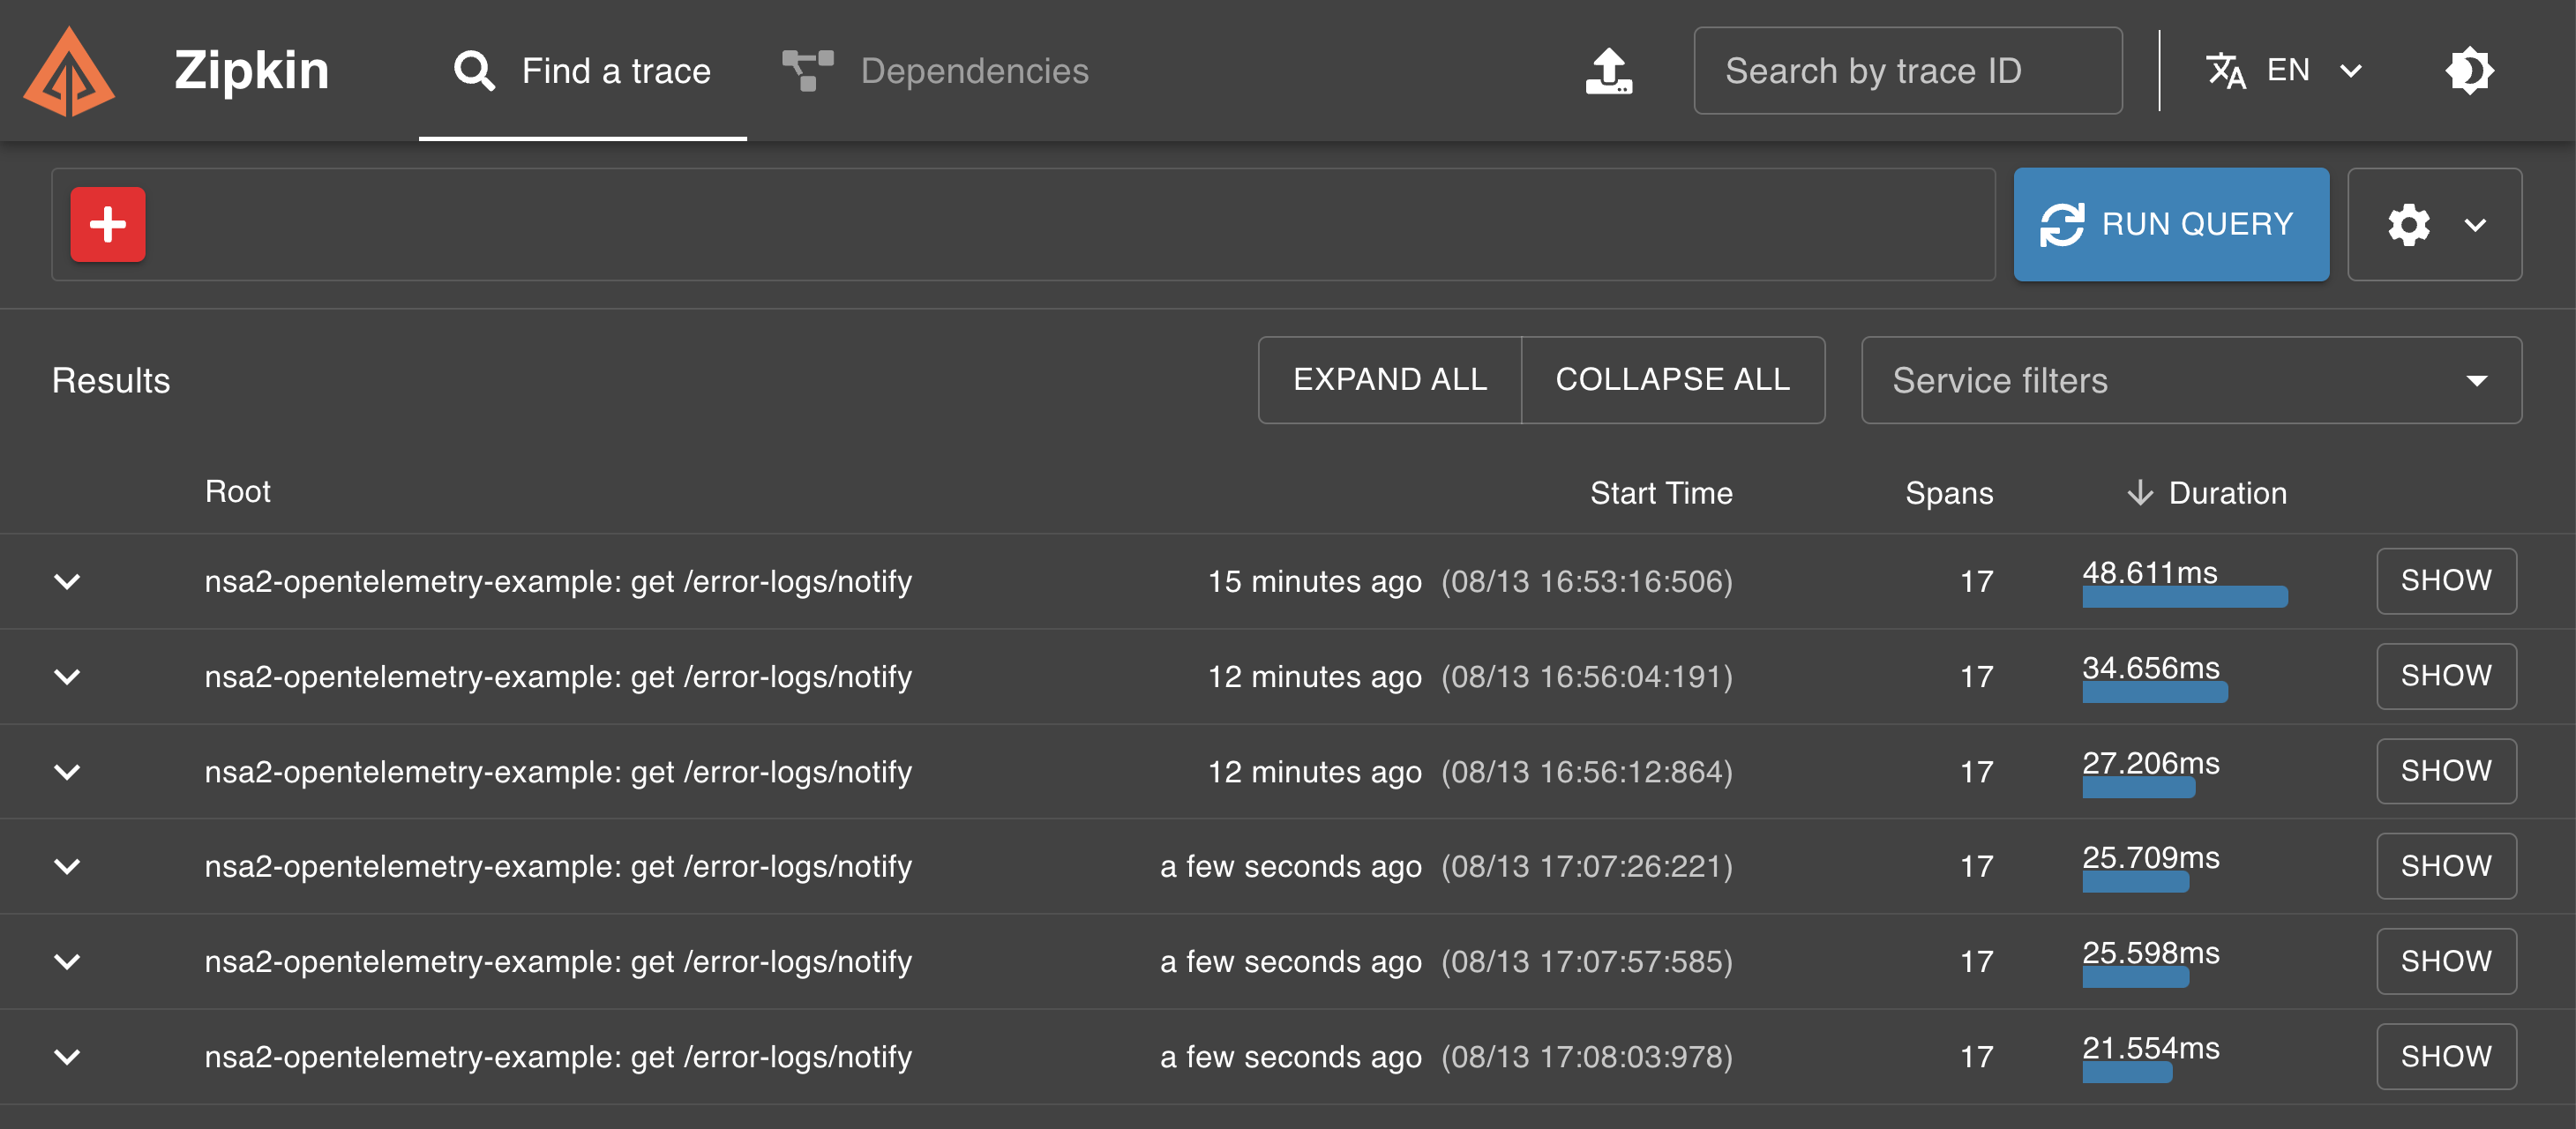 Zipkin Find a trace Dependencies Search by trace ID EN
RUN QUERY
Results EXPAND ALL COLLAPSE ALL Service filters
Root Start Time Spans Duration
nsa2-opentelemetry-example: get /error-logs/notify 15 minutes ago (08/13 16:53:16:506) 17 48.611ms SHOW
nsa2-opentelemetry-example: get /error-logs/notify 12 minutes ago (08/13 16:56:04:191) 17 34.656ms SHOW
nsa2-opentelemetry-example: get /error-logs/notify 12 minutes ago (08/13 16:56:12:864) 17 27.206ms SHOW
nsa2-opentelemetry-example: get /error-logs/notify a few seconds ago (08/13 17:07:26:221) 17 25.709ms SHOW
nsa2-opentelemetry-example: get /error-logs/notify a few seconds ago (08/13 17:07:57:585) 17 25.598ms SHOW
nsa2-opentelemetry-example: get /error-logs/notify a few seconds ago (08/13 17:08:03:978) 17 21.554ms SHOW